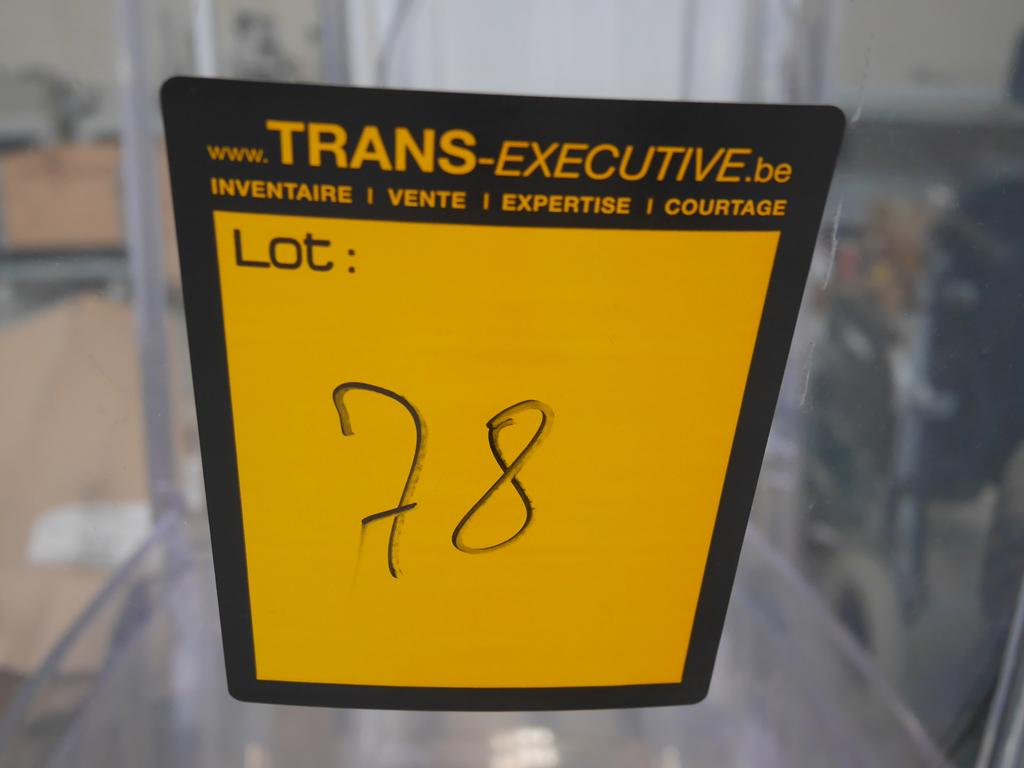 www.TRANS-EXECUTIVE.be
INVENTAIRE | VENTE | EXPERTISE | COURTAGE
Lot :
78